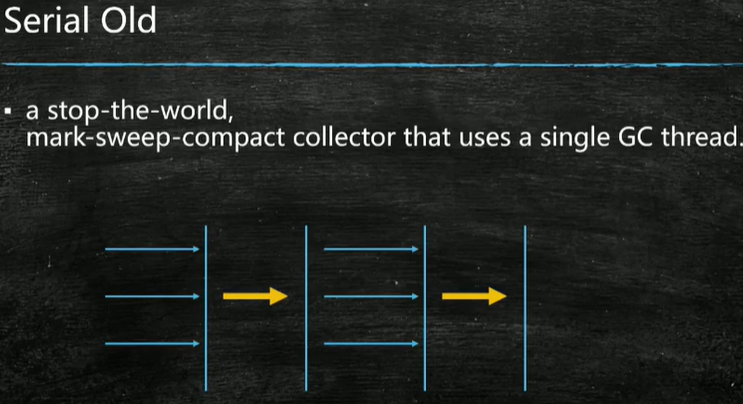 Serial Old
▪ a stop-the-world,
mark-sweep-compact collector that uses a single GC thread.